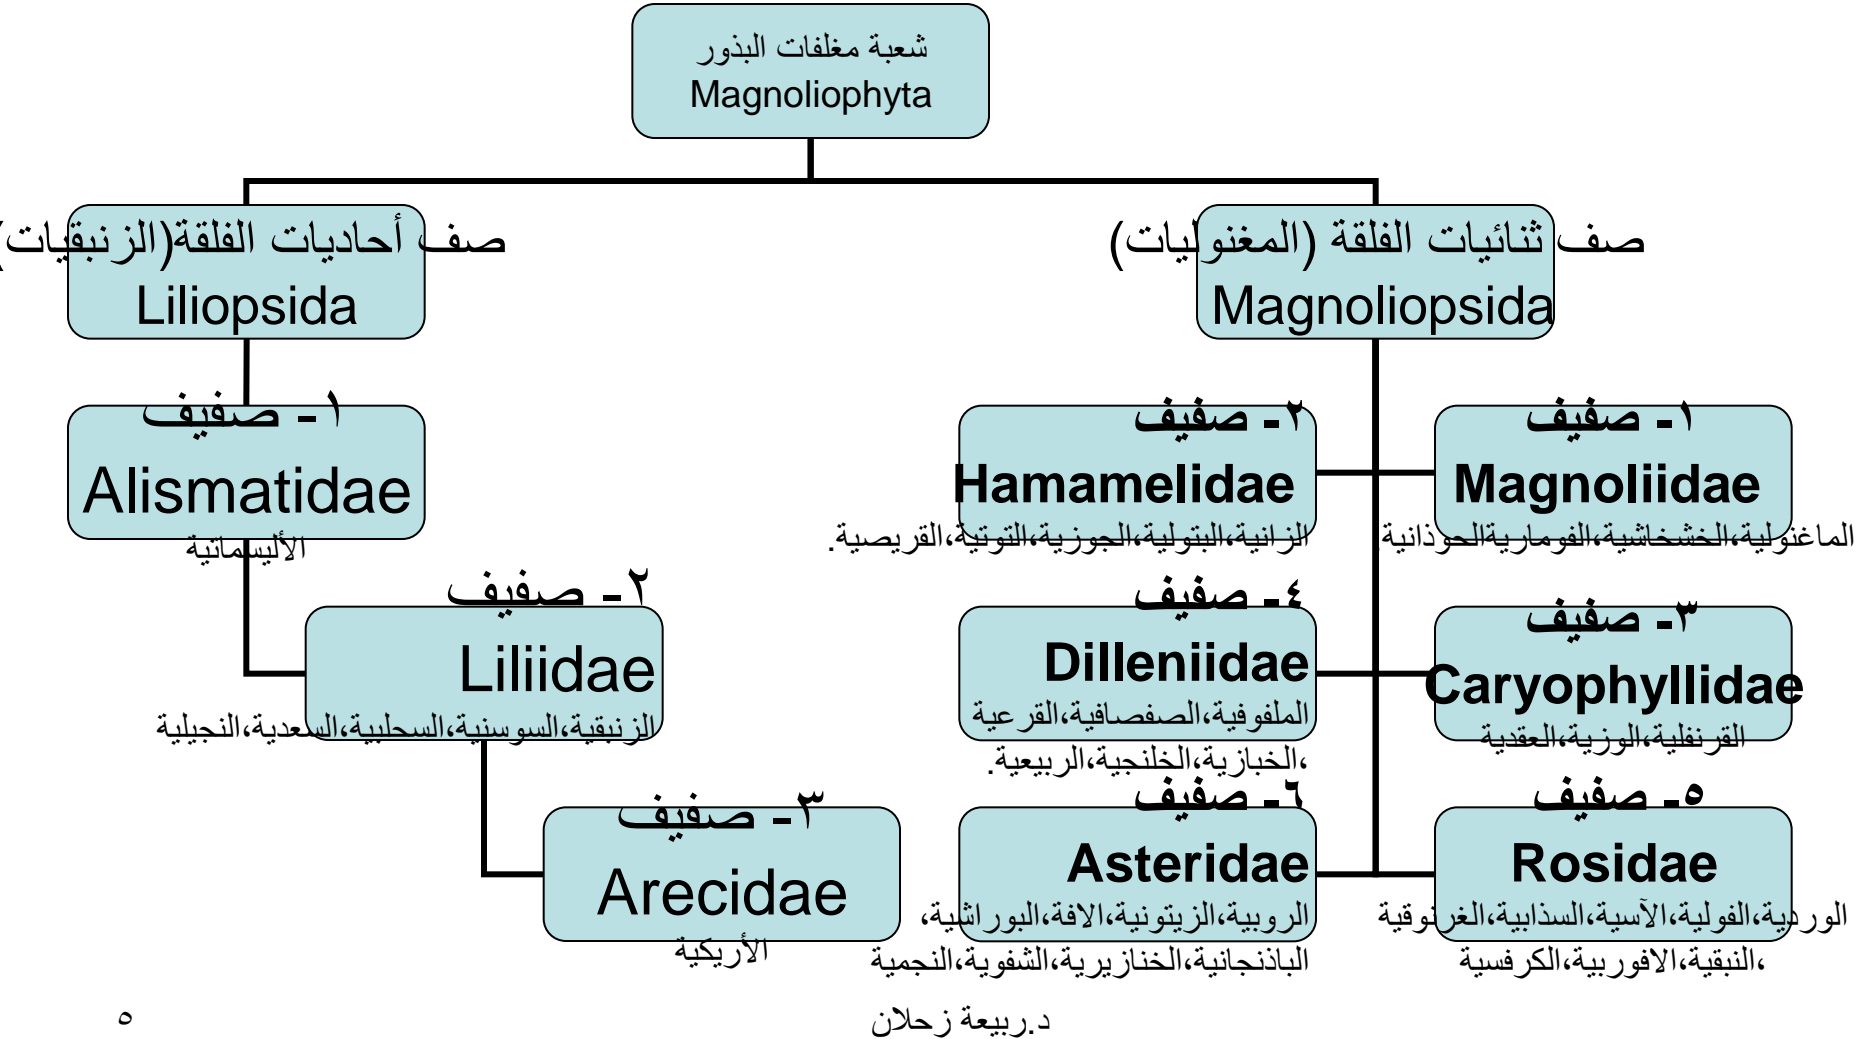 شعبة مغلفات البذور
Magnoliophyta
صف ثنائيات الفلقة (المغنوليات)
Magnoliopsida
صف أحاديات الفلقة(الزنبقيات)
Liliopsida
١- صفيف
Magnoliidae
الماغنولية،الخشخاشية،الفوماريةالحوذانية.
٢- صفيف
Hamamelidae
الزانية،البتولية،الجوزية،التوتية،القريصية.
١- صفيف
Alismatidae
الأليسماتية
٣- صفيف
Caryophyllidae
القرنفلية،الوزية،العقدية
٤- صفيف
Dilleniidae
الملفوفية،الصفصافية،القرعية
،الخبازية،الخلنجية،الربيعية.
٢- صفيف
Liliidae
الزنبقية،السوسنية،السحلبية،السعدية،النجيلية
٥- صفيف
Rosidae
الوردية،الفولية،الآسية،السذابية،الغرنوقية
،النبقية،الافوربية،الكرفسية
٦- صفيف
Asteridae
الروبية،الزيتونية،الافة،البوراشية،
الباذنجانية،الخنازيرية،الشفوية،النجمية
٣- صفيف
Arecidae
الأريكية
د.ربيعة زحلان
٥